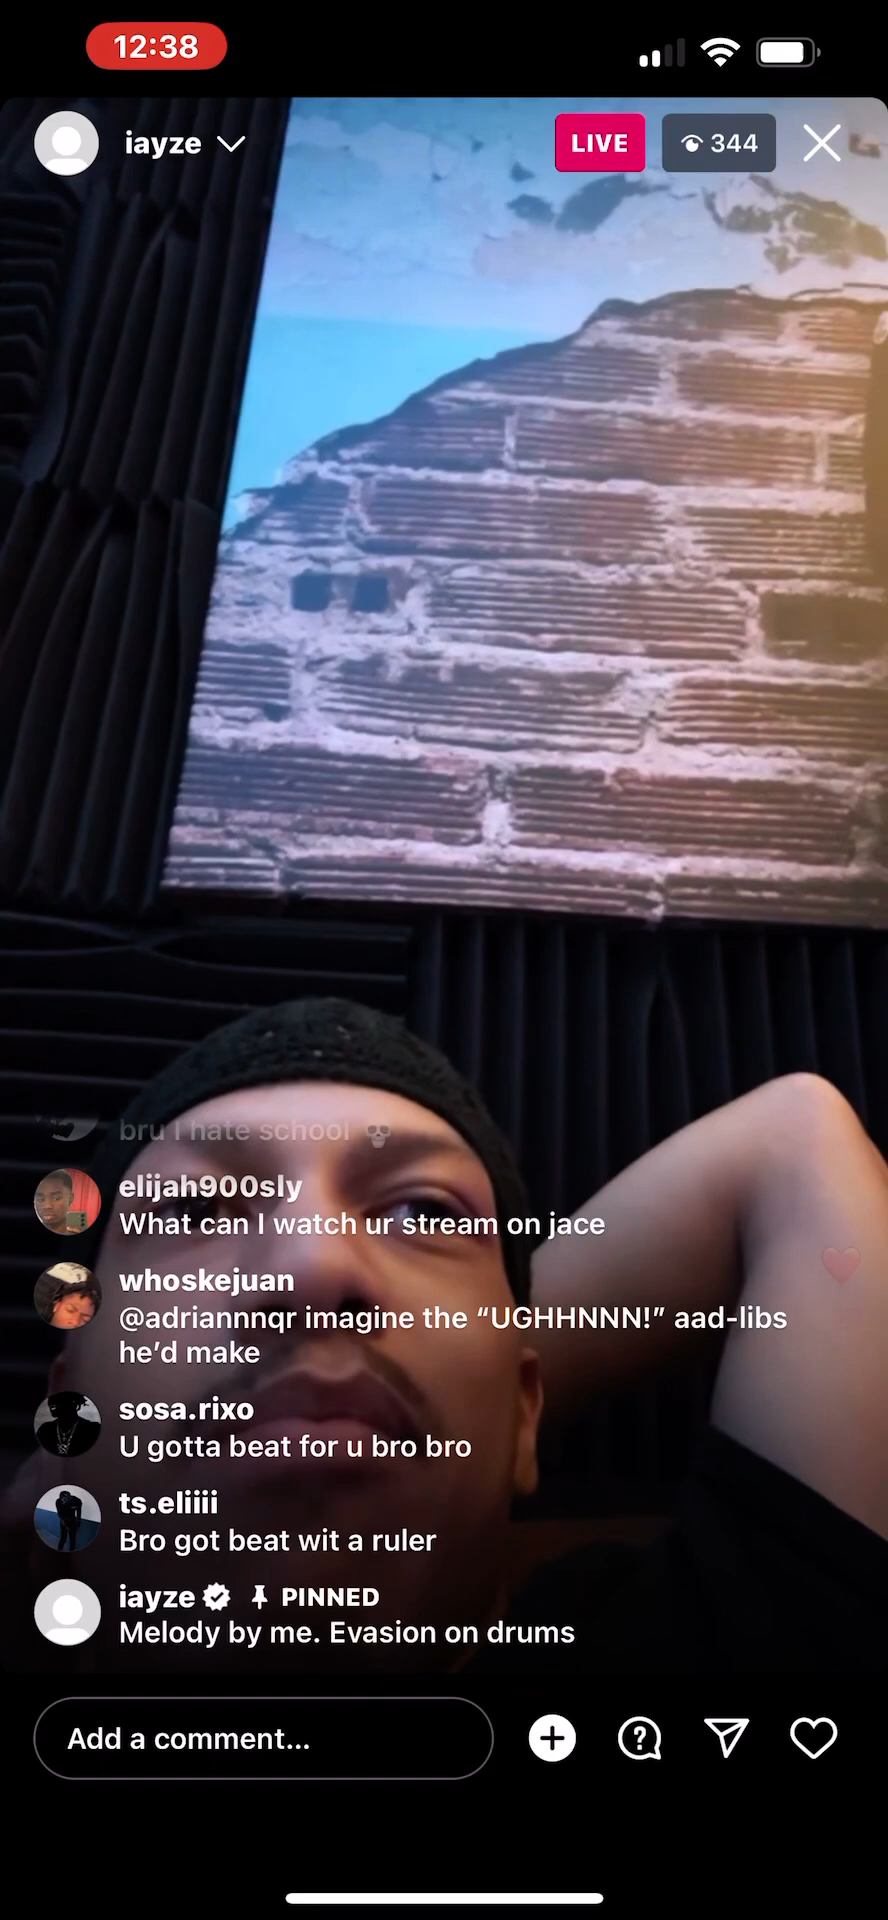 12:38
iayze
LIVE
344
bru I hate school 💀
elijah900sly
What can I watch ur stream on jace
whoskejuan
@adriannnqr imagine the “UGHHNNN!” aad-libs
he’d make
sosa.rixo
U gotta beat for u bro bro
ts.eliiii
Bro got beat wit a ruler
iayze PINNED
Melody by me. Evasion on drums
Add a comment...